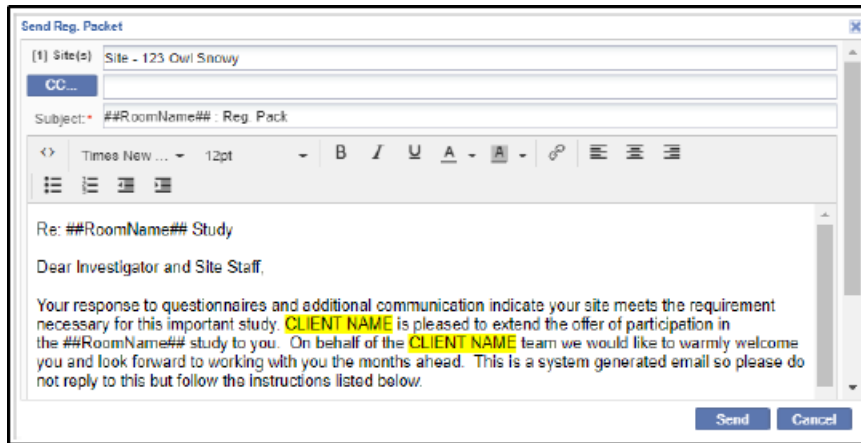 Send Reg. Packet
[1] Site(s) Site - 123 Owl Snowy
CC...
Subject:* ##RoomName## : Reg. Pack
Times New ... 12pt B I U A A
Re: ##RoomName## Study
Dear Investigator and Site Staff,
Your response to questionnaires and additional communication indicate your site meets the requirement
necessary for this important study. CLIENT NAME is pleased to extend the offer of participation in
the ##RoomName## study to you. On behalf of the CLIENT NAME team we would like to warmly welcome
you and look forward to working with you the months ahead. This is a system generated email so please do
not reply to this but follow the instructions listed below.
Send Cancel